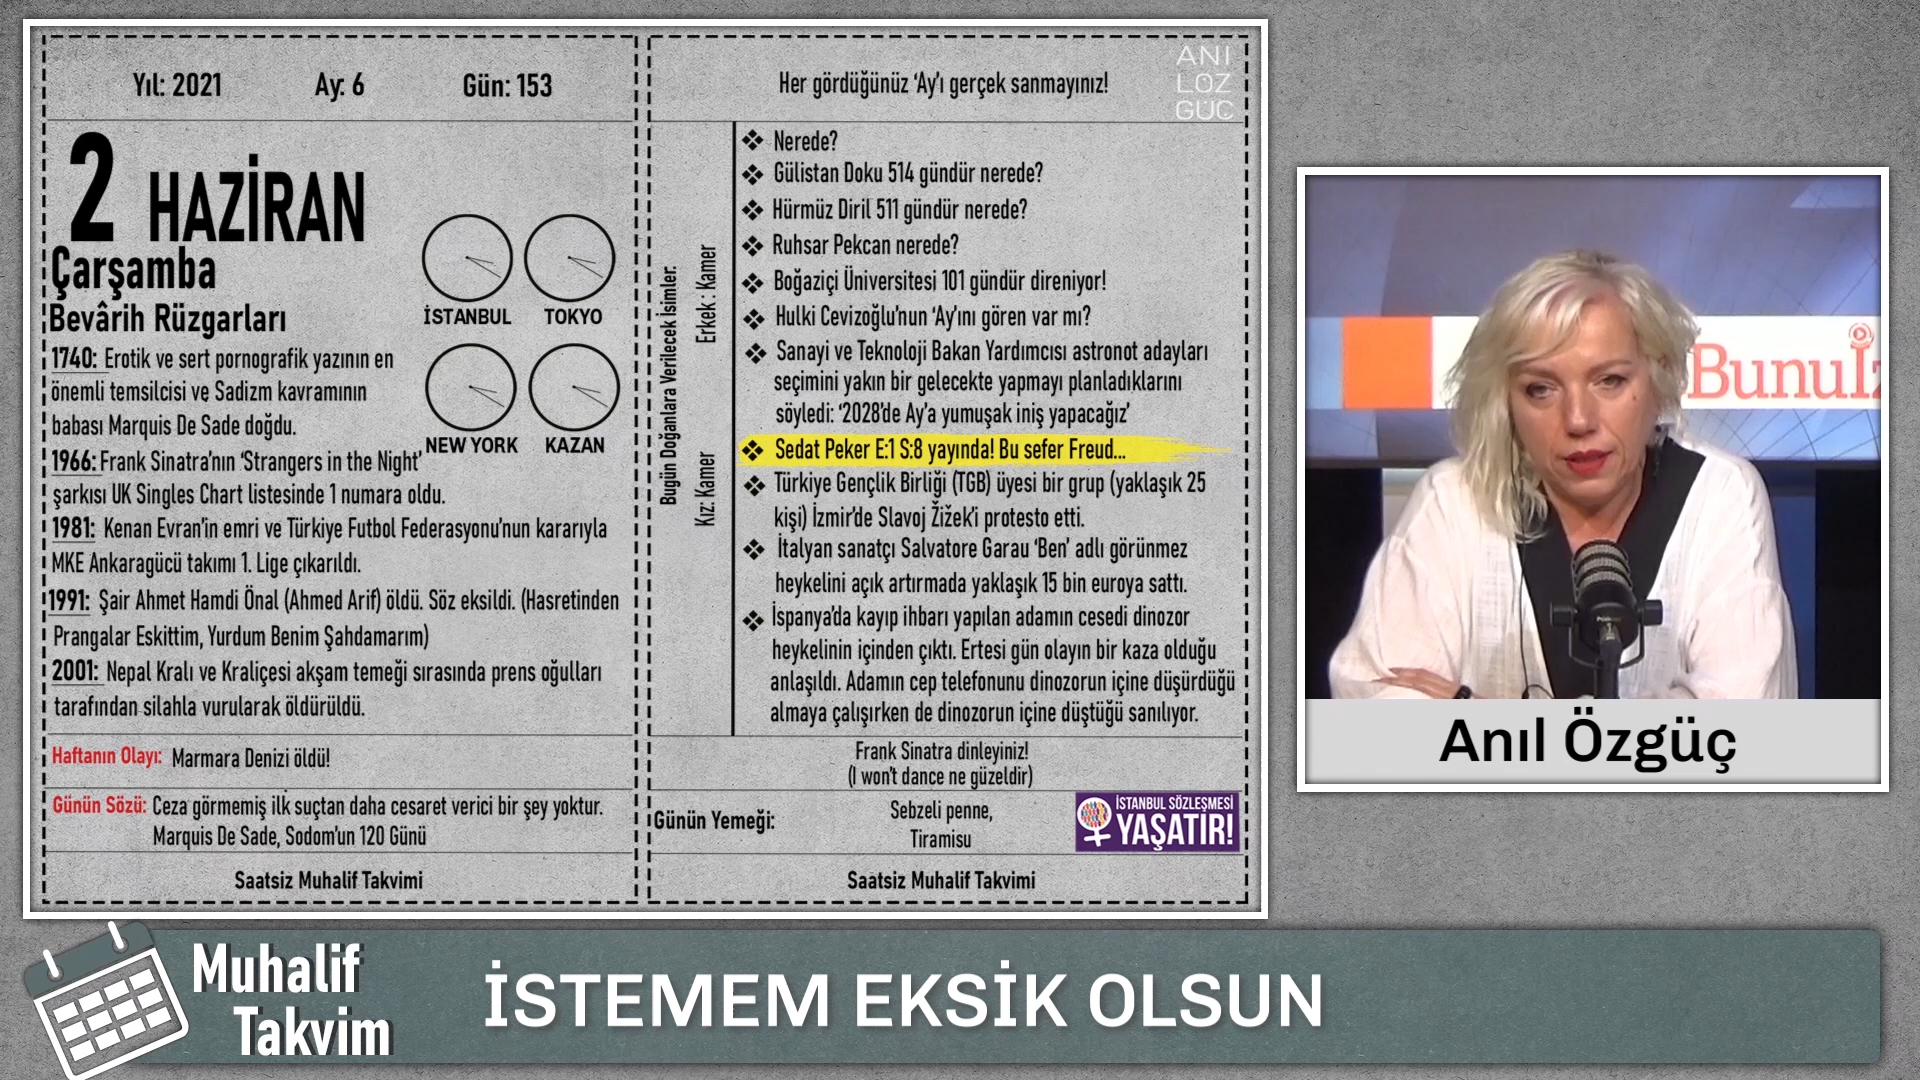 Yıl: 2021 Ay: 6 Gün: 153
2 HAZİRAN
Çarşamba
Bevârih Rüzgarları
İSTANBUL TOKYO
NEW YORK KAZAN
1740: Erotik ve sert pornografik yazının en
önemli temsilcisi ve Sadizm kavramının
babası Marquis De Sade doğdu.
1966: Frank Sinatra'nın 'Strangers in the Night'
şarkısı UK Singles Chart listesinde 1 numara oldu.
1981: Kenan Evran'in emri ve Türkiye Futbol Federasyonu'nun kararıyla
MKE Ankaragücü takımı 1. Lige çıkarıldı.
1991: Şair Ahmet Hamdi Önal (Ahmed Arif) öldü. Söz eksildi. (Hasretinden
Prangalar Eskittim, Yurdum Benim Şahdamarım)
2001: Nepal Kralı ve Kraliçesi akşam temeği sırasında prens oğulları
tarafından silahla vurularak öldürüldü.
Haftanın Olayı: Marmara Denizi öldü!
Günün Sözü: Ceza görmemiş ilk suçtan daha cesaret verici bir şey yoktur.
Marquis De Sade, Sodom'un 120 Günü
Saatsiz Muhalif Takvimi
Her gördüğünüz 'Ay'ı gerçek sanmayınız!
ANI
LÖZ
GÜÇ
Bugün Doğanlara Verilecek İsimler:
Kız: Kamer Erkek : Kamer
❖ Nerede?
❖ Gülistan Doku 514 gündür nerede?
❖ Hürmüz Diril 511 gündür nerede?
❖ Ruhsar Pekcan nerede?
❖ Boğaziçi Üniversitesi 101 gündür direniyor!
❖ Hulki Cevizoğlu'nun 'Ay'ını gören var mı?
❖ Sanayi ve Teknoloji Bakan Yardımcısı astronot adayları
seçimini yakın bir gelecekte yapmayı planladıklarını
söyledi: '2028'de Ay'a yumuşak iniş yapacağız'
❖ Sedat Peker E:1 S:8 yayında! Bu sefer Freud...
❖ Türkiye Gençlik Birliği (TGB) üyesi bir grup (yaklaşık 25
kişi) İzmir'de Slavoj Žižek'i protesto etti.
❖ İtalyan sanatçı Salvatore Garau 'Ben' adlı görünmez
heykelini açık artırmada yaklaşık 15 bin euroya sattı.
❖ İspanya'da kayıp ihbarı yapılan adamın cesedi dinozor
heykelinin içinden çıktı. Ertesi gün olayın bir kaza olduğu
anlaşıldı. Adamın cep telefonunu dinozorun içine düşürdüğü
almaya çalışırken de dinozorun içine düştüğü sanılıyor.
Frank Sinatra dinleyiniz!
(I won't dance ne güzeldir)
Günün Yemeği: Sebzeli penne,
Tiramisu
İSTANBUL SÖZLEŞMESİ
YAŞATIR!
Saatsiz Muhalif Takvimi
Bunuİz
Anıl Özgüç
Muhalif
Takvim
İSTEMEM EKSİK OLSUN